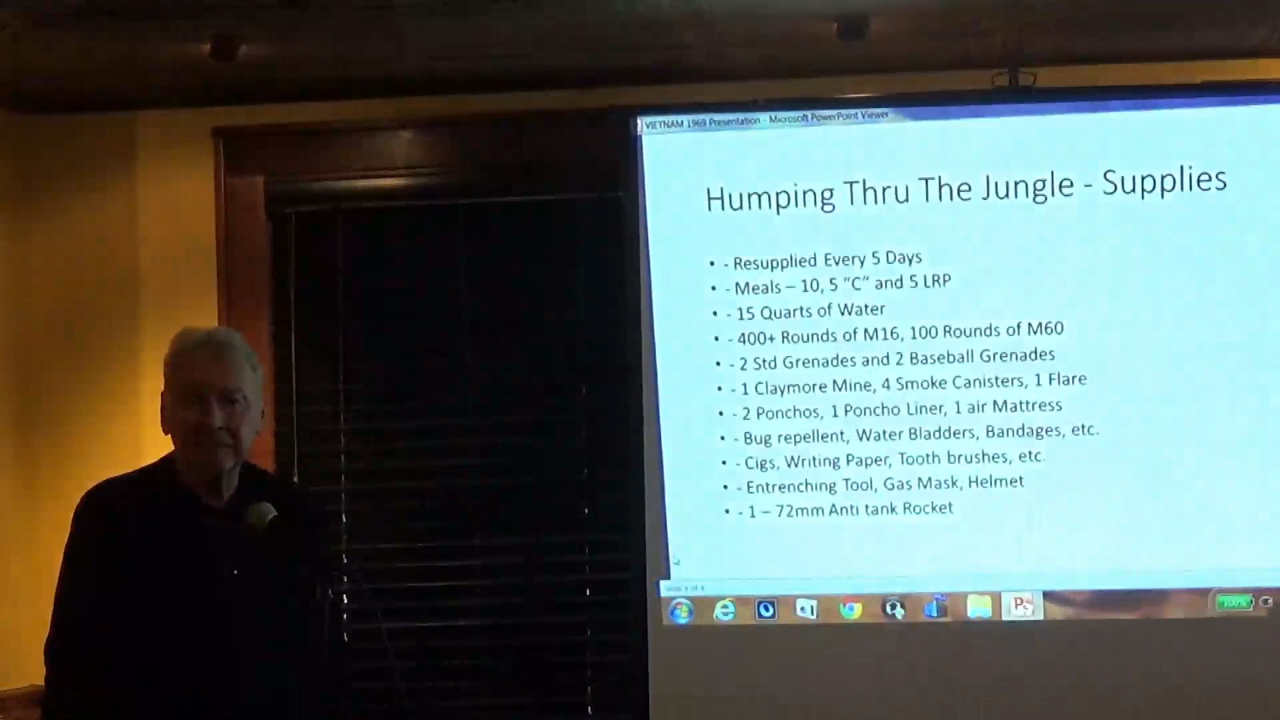 VIETNAM 1969 Presentation - Microsoft PowerPoint Viewer
Humping Thru The Jungle - Supplies
• - Resupplied Every 5 Days
• - Meals – 10, 5 "C" and 5 LRP
• - 15 Quarts of Water
• - 400+ Rounds of M16, 100 Rounds of M60
• - 2 Std Grenades and 2 Baseball Grenades
• - 1 Claymore Mine, 4 Smoke Canisters, 1 Flare
• - 2 Ponchos, 1 Poncho Liner, 1 air Mattress
• - Bug repellent, Water Bladders, Bandages, etc.
• - Cigs, Writing Paper, Tooth brushes, etc.
• - Entrenching Tool, Gas Mask, Helmet
• - 1 – 72mm Anti tank Rocket
100%